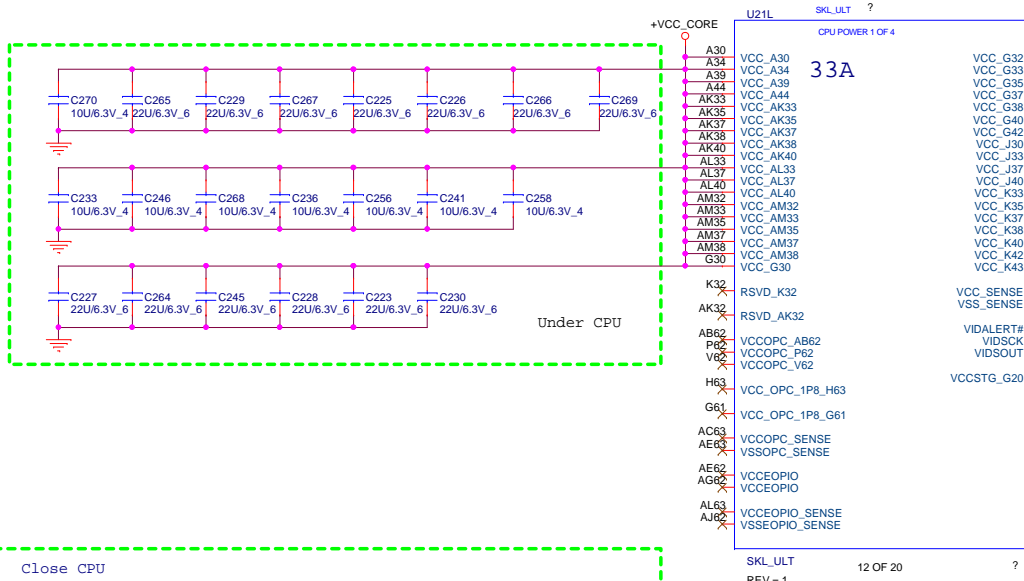 U21L SKL_ULT ?
+VCC_CORE
CPU POWER 1 OF 4
33A
A30 VCC_A30 VCC_G32
A34 VCC_A34 VCC_G33
A39 VCC_A39 VCC_G35
A44 VCC_A44 VCC_G37
AK33 VCC_AK33 VCC_G38
AK35 VCC_AK35 VCC_G40
AK37 VCC_AK37 VCC_G42
AK38 VCC_AK38 VCC_J30
AK40 VCC_AK40 VCC_J33
AL33 VCC_AL33 VCC_J37
AL37 VCC_AL37 VCC_J40
AL40 VCC_AL40 VCC_K33
AM32 VCC_AM32 VCC_K35
AM33 VCC_AM33 VCC_K37
AM35 VCC_AM35 VCC_K38
AM37 VCC_AM37 VCC_K40
AM38 VCC_AM38 VCC_K42
G30 VCC_G30 VCC_K43
K32 RSVD_K32 VCC_SENSE
VSS_SENSE
AK32 RSVD_AK32
VIDALERT#
AB62 VCCOPC_AB62 VIDSCK
P62 VCCOPC_P62 VIDSOUT
V62 VCCOPC_V62
VCCSTG_G20
H63 VCC_OPC_1P8_H63
G61 VCC_OPC_1P8_G61
AC63 VCCOPC_SENSE
AE63 VSSOPC_SENSE
AE62 VCCEOPIO
AG62 VCCEOPIO
AL63 VCCEOPIO_SENSE
AJ62 VSSEOPIO_SENSE
C270 C265 C229 C267 C225 C226 C266 C269
10U/6.3V_4 22U/6.3V_6 22U/6.3V_6 22U/6.3V_6 22U/6.3V_6 22U/6.3V_6 22U/6.3V_6 22U/6.3V_6
C233 C246 C268 C236 C256 C241 C258
10U/6.3V_4 10U/6.3V_4 10U/6.3V_4 10U/6.3V_4 10U/6.3V_4 10U/6.3V_4 10U/6.3V_4
C227 C264 C245 C228 C223 C230
22U/6.3V_6 22U/6.3V_6 22U/6.3V_6 22U/6.3V_6 22U/6.3V_6 22U/6.3V_6
Under CPU
Close CPU
SKL_ULT 12 OF 20 ?
REV = 1